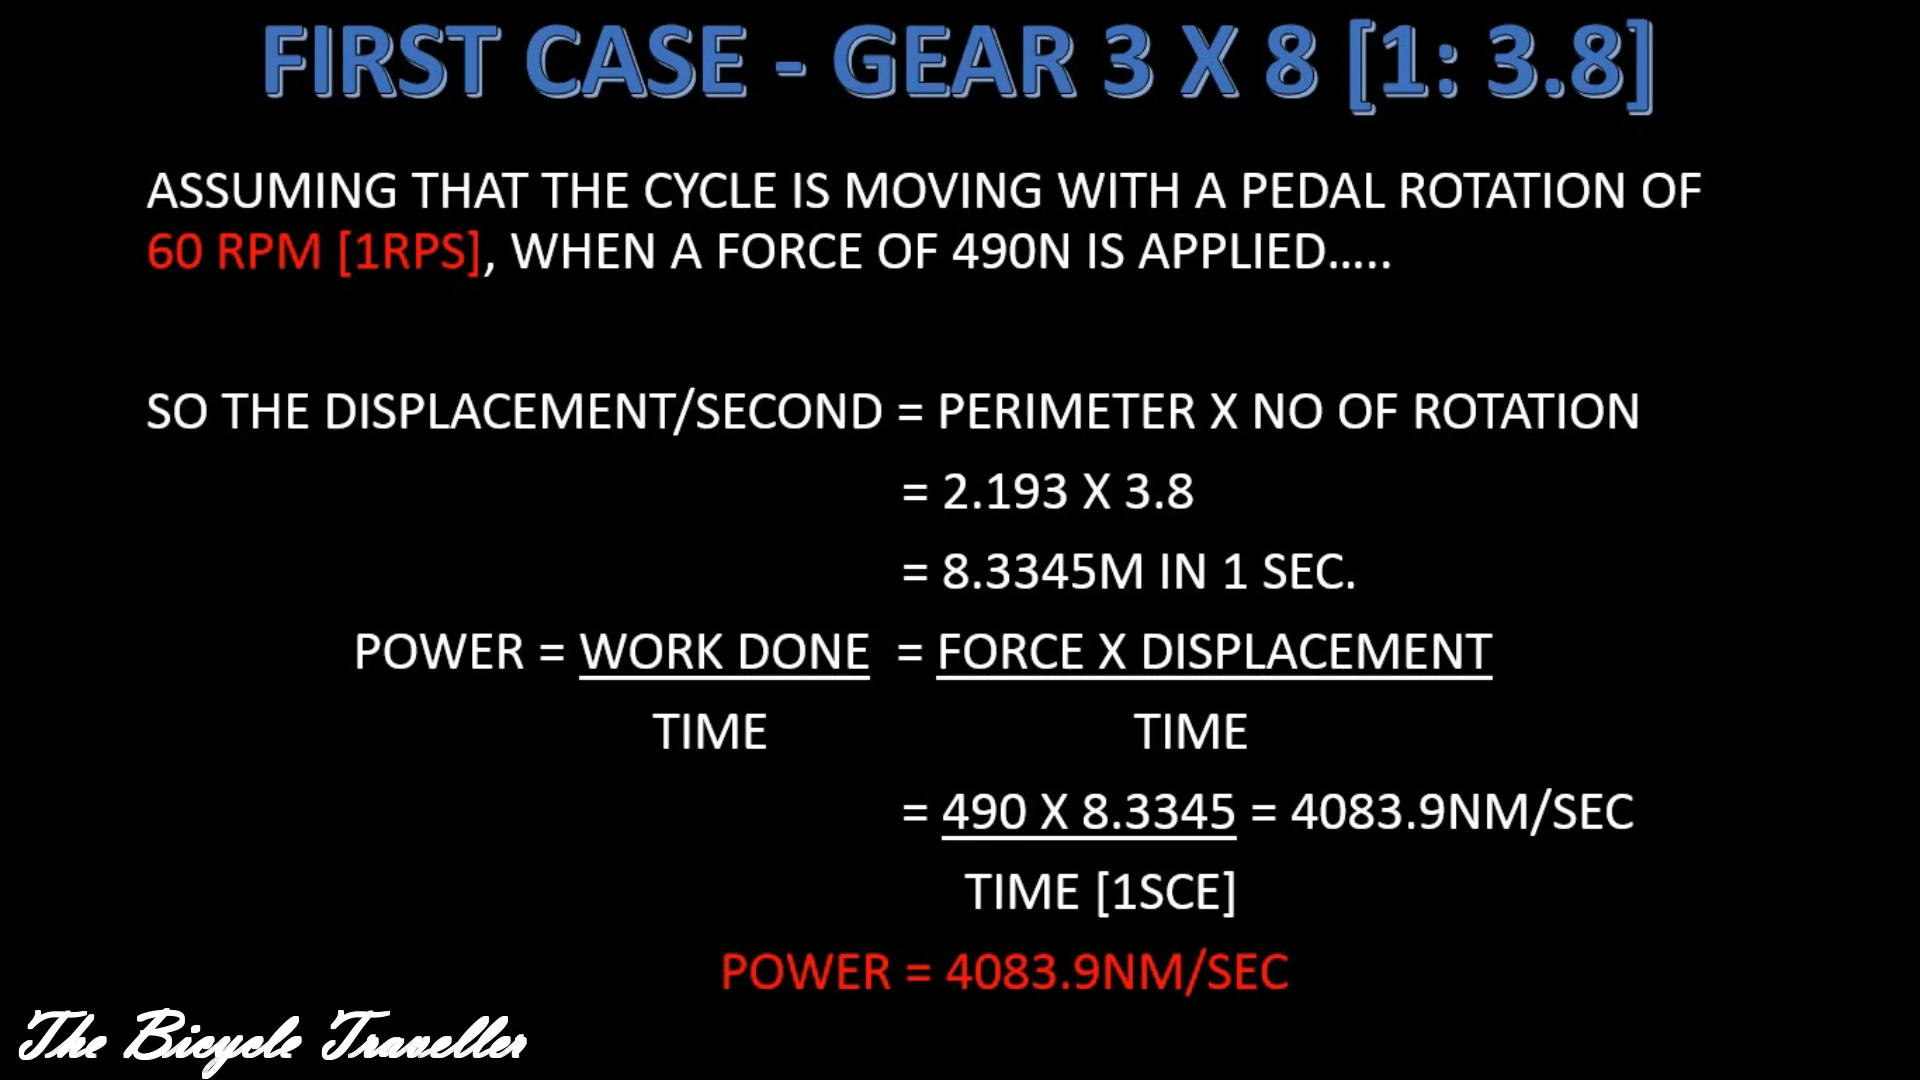 FIRST CASE - GEAR 3 X 8 [1: 3.8]
ASSUMING THAT THE CYCLE IS MOVING WITH A PEDAL ROTATION OF
60 RPM [1RPS], WHEN A FORCE OF 490N IS APPLIED.....
SO THE DISPLACEMENT/SECOND = PERIMETER X NO OF ROTATION
= 2.193 X 3.8
= 8.3345M IN 1 SEC.
POWER = WORK DONE = FORCE X DISPLACEMENT
TIME TIME
= 490 X 8.3345 = 4083.9NM/SEC
TIME [1SCE]
POWER = 4083.9NM/SEC
The Bicycle Traveller